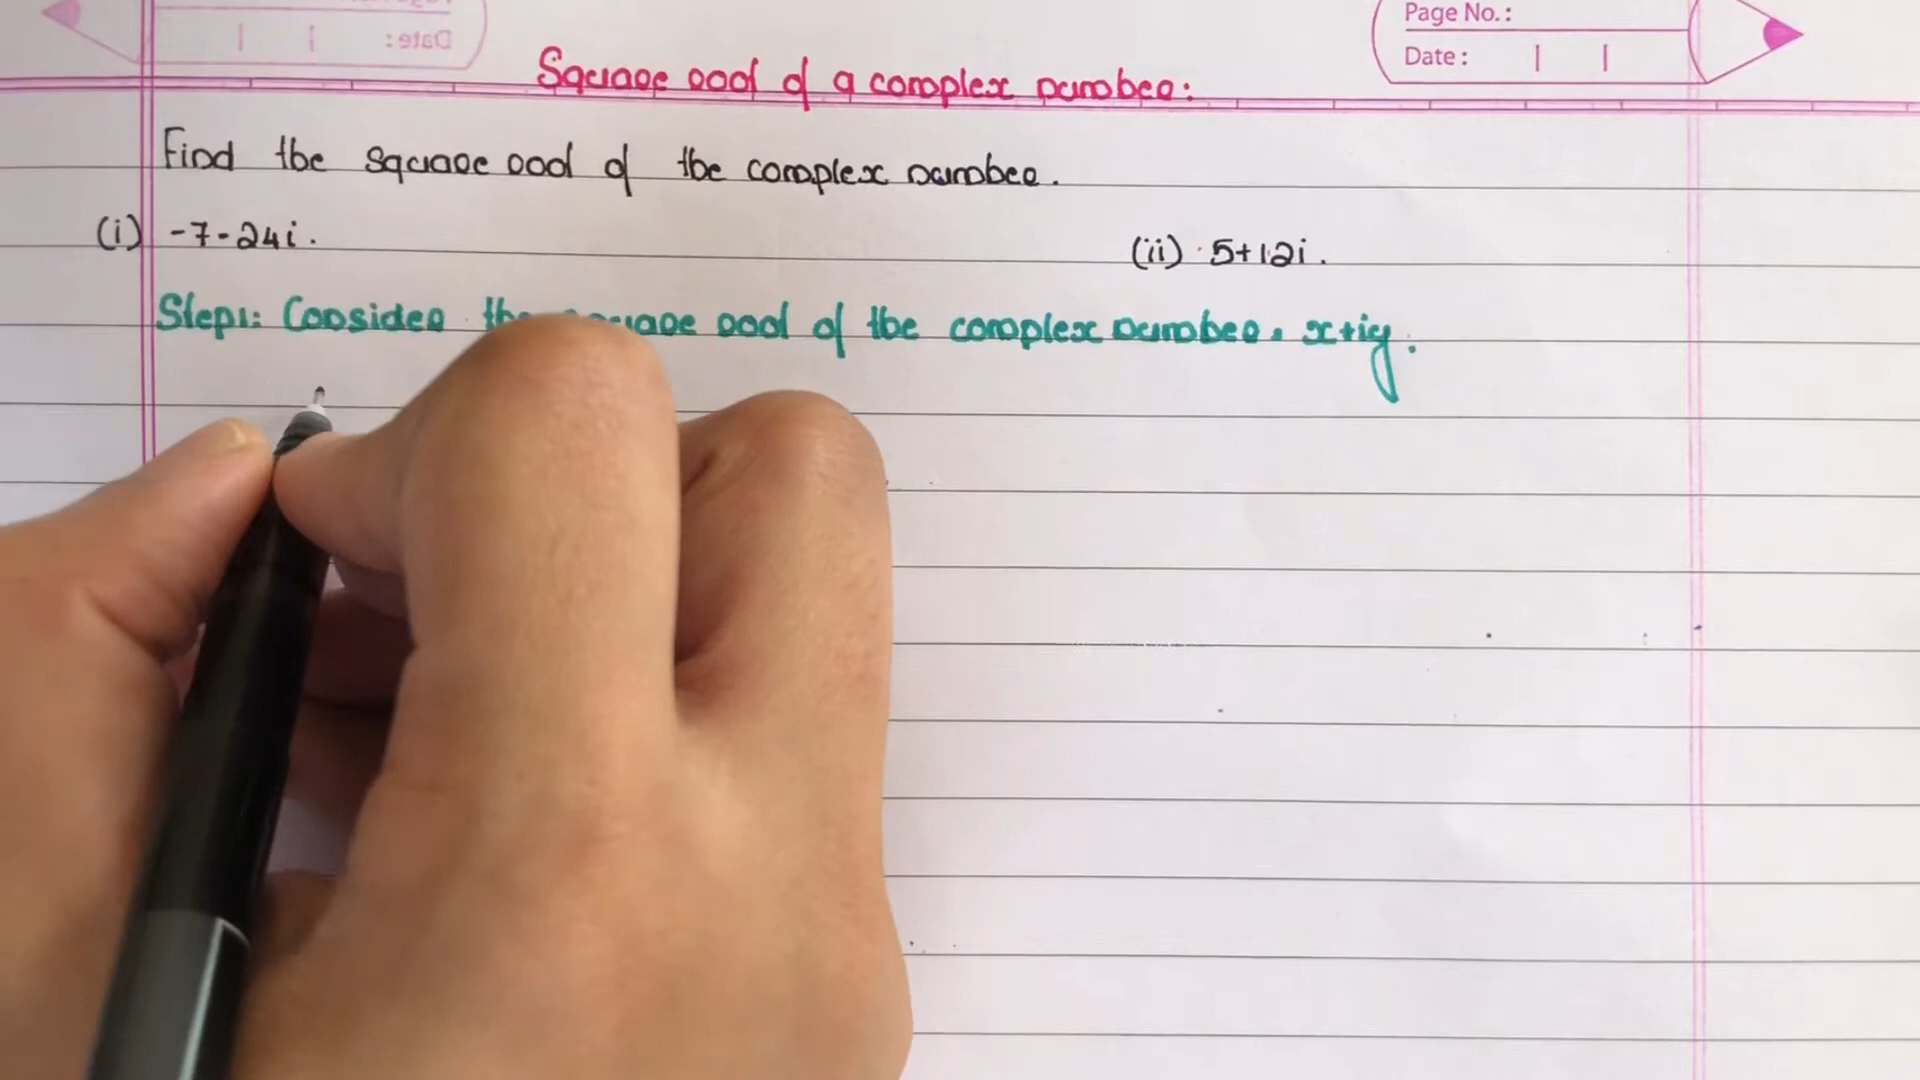 Page No.:
Date:
Square root of a complex number:
Find the square root of the complex number.
(i) -7-24i.
(ii) 5+12i.
Step1: Consider the square root of the complex number = x+iy.